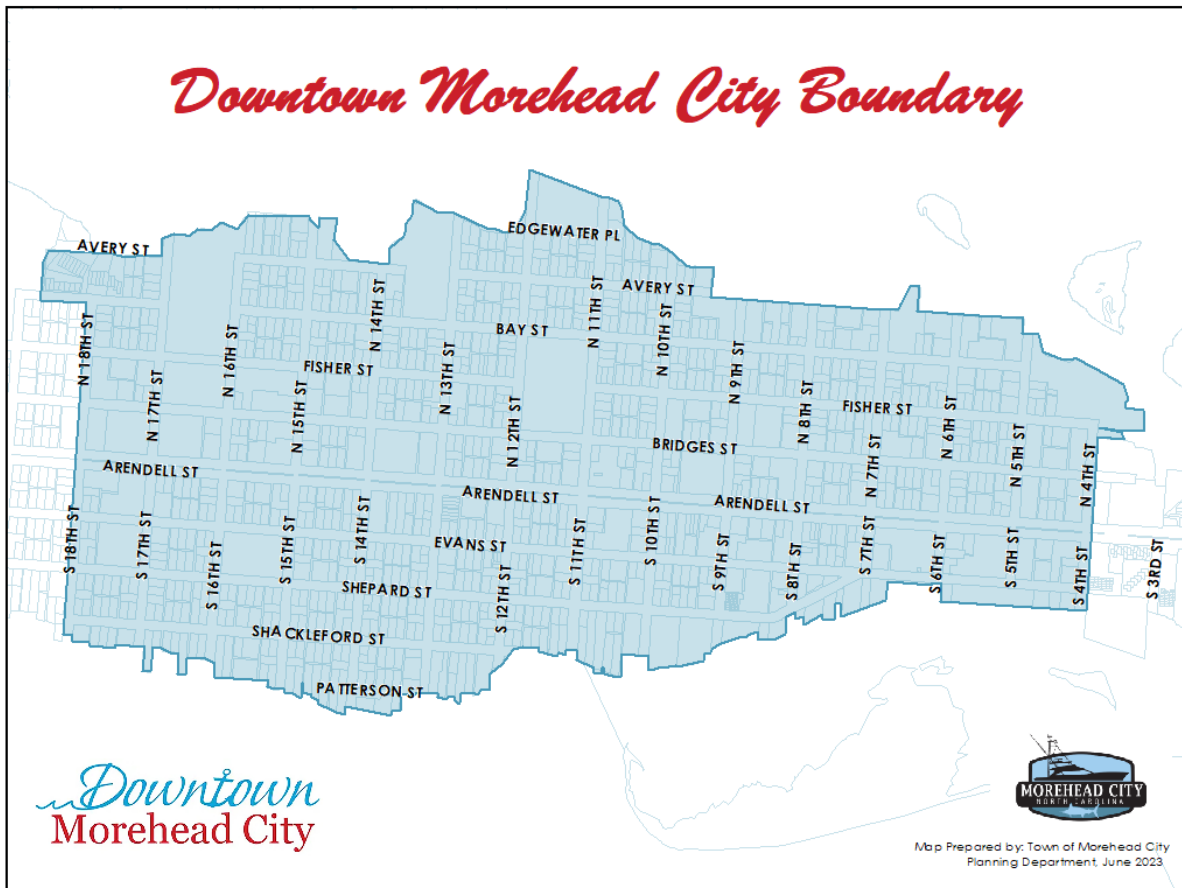 Downtown Morehead City Boundary
EDGEWATER PL
AVERY ST
AVERY ST
N 14TH ST
N 11TH ST
N 10TH ST
BAY ST
N 18TH ST
N 16TH ST
N 13TH ST
N 9TH ST
FISHER ST
N 17TH ST
N 15TH ST
N 12TH ST
N 8TH ST
FISHER ST
N 6TH ST
BRIDGES ST
N 7TH ST
N 5TH ST
N 4TH ST
ARENDELL ST
ARENDELL ST
ARENDELL ST
S 18TH ST
S 17TH ST
S 16TH ST
S 15TH ST
S 14TH ST
EVANS ST
S 12TH ST
S 11TH ST
S 10TH ST
S 9TH ST
S 8TH ST
S 7TH ST
S 6TH ST
S 5TH ST
S 4TH ST
S 3RD ST
SHEPARD ST
SHACKLEFORD ST
PATTERSON ST
Downtown
Morehead City
MOREHEAD CITY
NORTH CAROLINA
Map Prepared by: Town of Morehead City
Planning Department, June 2023